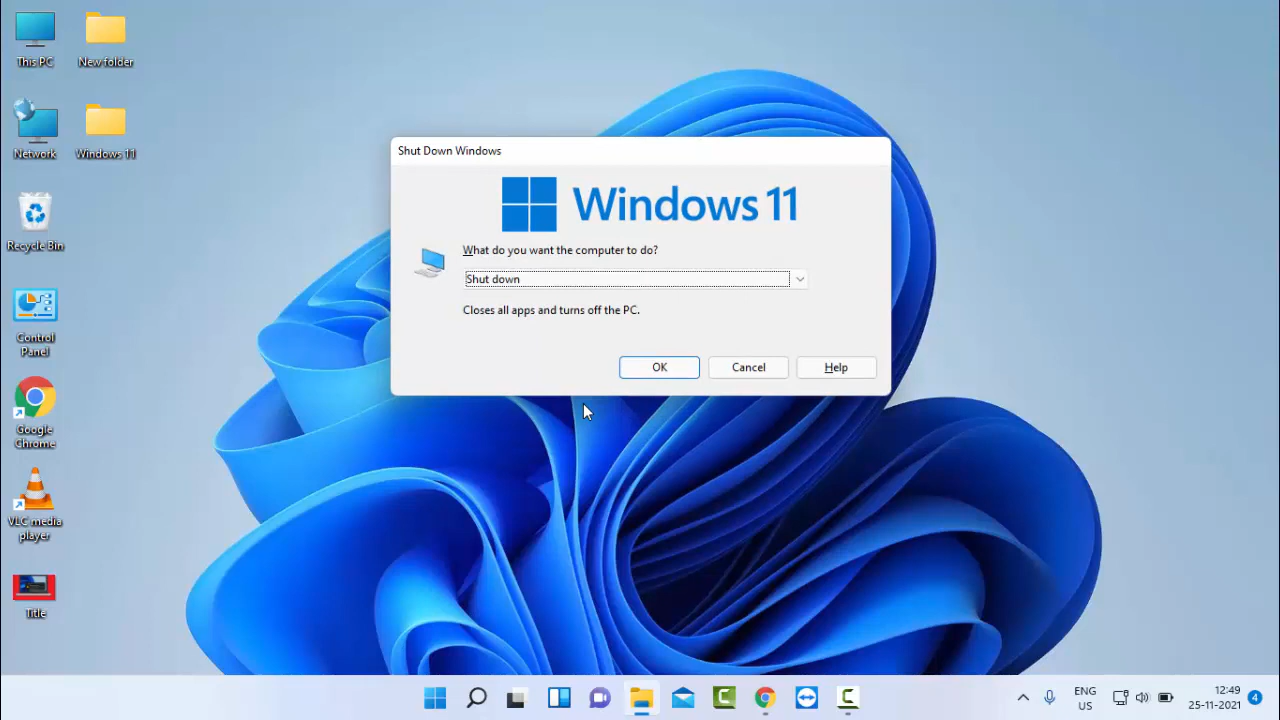 This PC
New folder
Network
Windows 11
Recycle Bin
Control
Panel
Google
Chrome
VLC media
player
Title
Shut Down Windows
Windows 11
What do you want the computer to do?
Shut down
Closes all apps and turns off the PC.
OK
Cancel
Help
ENG
US
12:49
25-11-2021
4